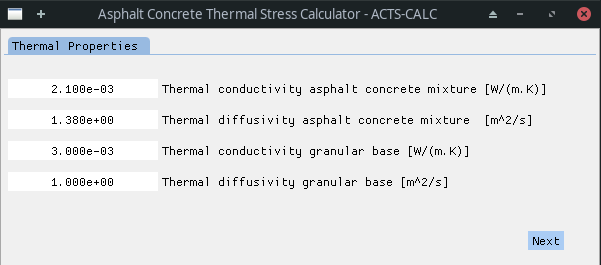 Asphalt Concrete Thermal Stress Calculator - ACTS-CALC
Thermal Properties
2.100e-03 Thermal conductivity asphalt concrete mixture [W/(m.K)]
1.380e+00 Thermal diffusivity asphalt concrete mixture [m^2/s]
3.000e-03 Thermal conductivity granular base [W/(m.K)]
1.000e+00 Thermal diffusivity granular base [m^2/s]
Next